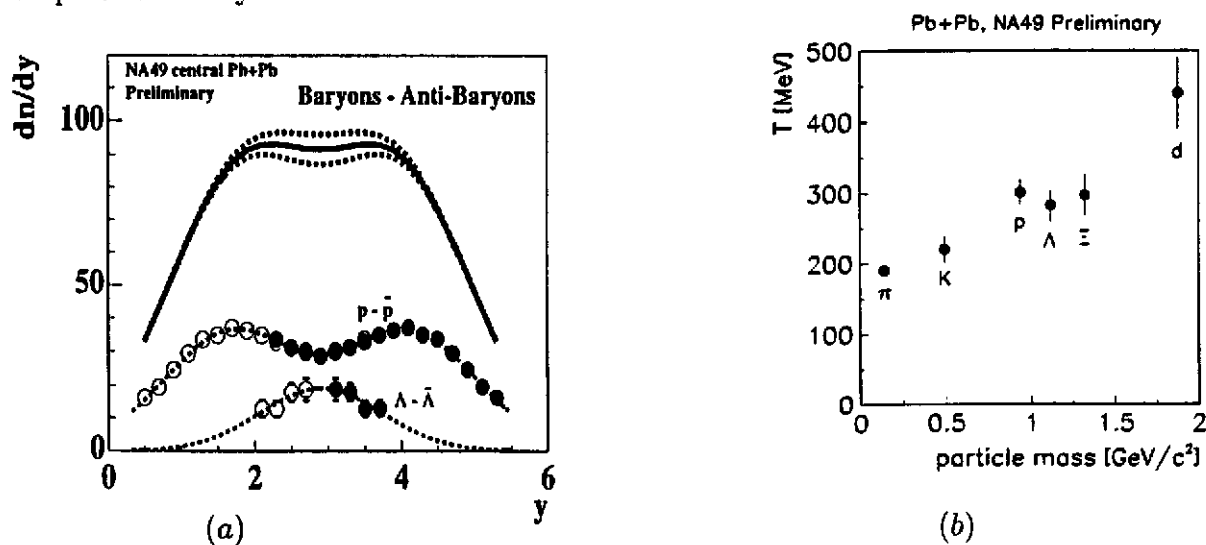 NA49 central Pb+Pb
Preliminary
Baryons - Anti-Baryons
dn/dy
100
50
0
p - p̄
Λ - Λ̄
2
4
6
y
(a)
Pb+Pb, NA49 Preliminary
T [MeV]
500
400
300
200
100
0
π
K
p
Λ
Ξ
d
0
0.5
1
1.5
2
particle mass [GeV/c²]
(b)